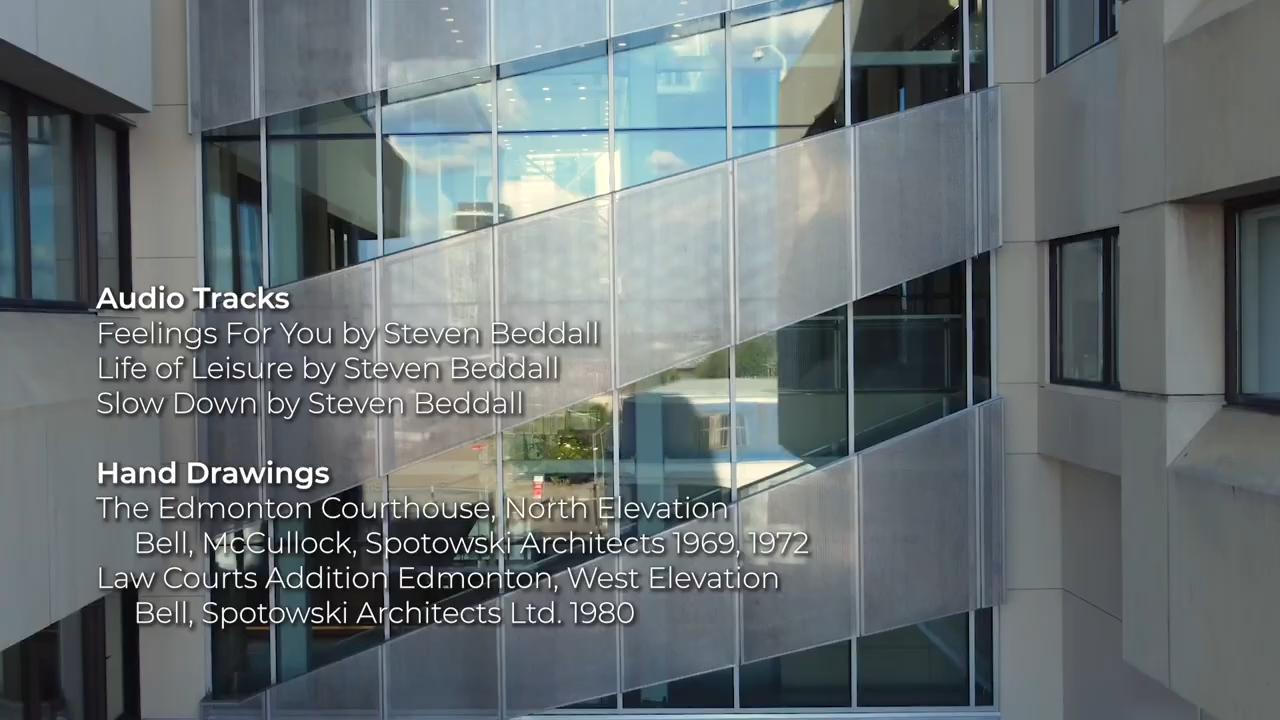 Audio Tracks
Feelings For You by Steven Beddall
Life of Leisure by Steven Beddall
Slow Down by Steven Beddall
Hand Drawings
The Edmonton Courthouse, North Elevation
Bell, McCullock, Spotowski Architects 1969, 1972
Law Courts Addition Edmonton, West Elevation
Bell, Spotowski Architects Ltd. 1980